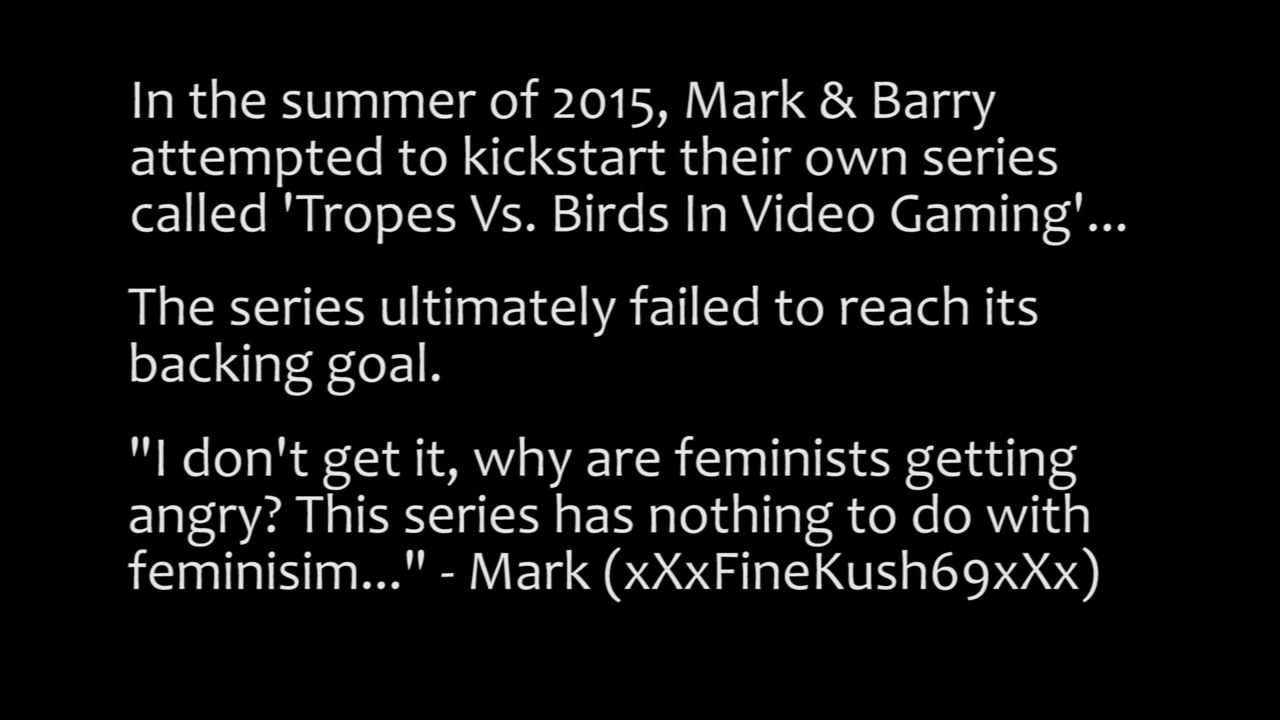 In the summer of 2015, Mark & Barry
attempted to kickstart their own series
called 'Tropes Vs. Birds In Video Gaming'...
The series ultimately failed to reach its
backing goal.
"I don't get it, why are feminists getting
angry? This series has nothing to do with
feminisim..." - Mark (xXxFineKush69xXx)